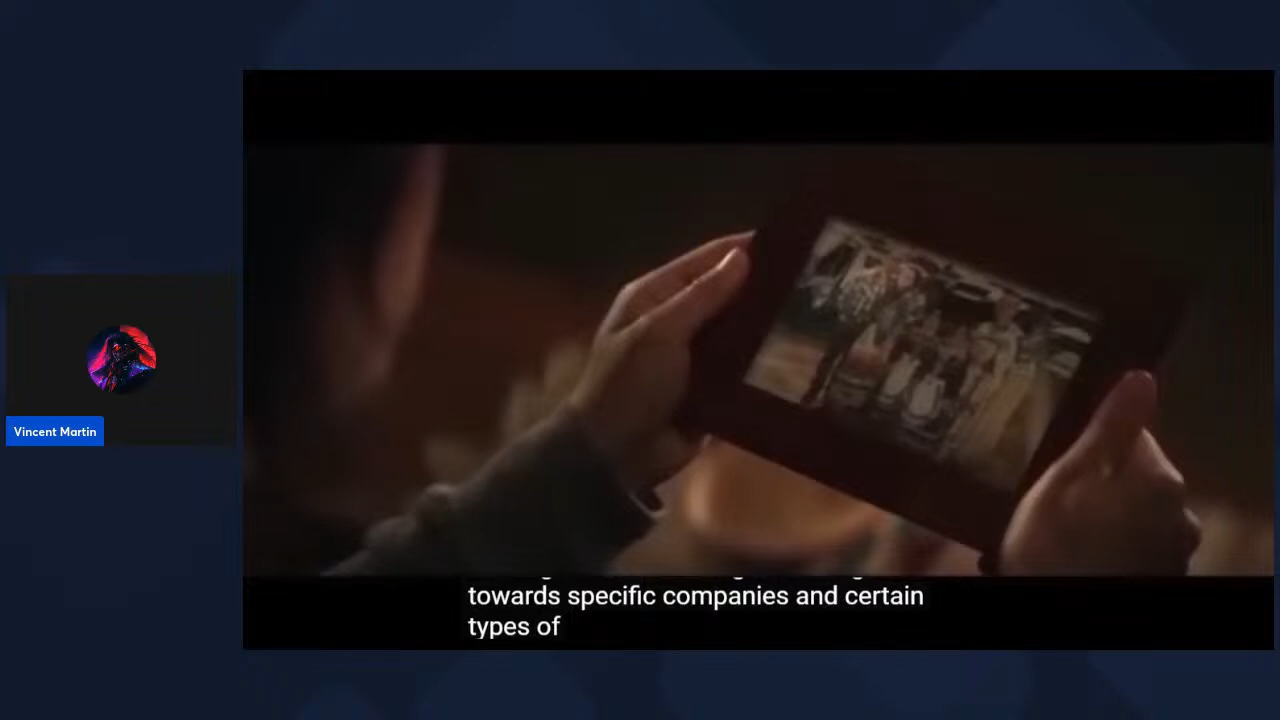 Vincent Martin
towards specific companies and certain
types of